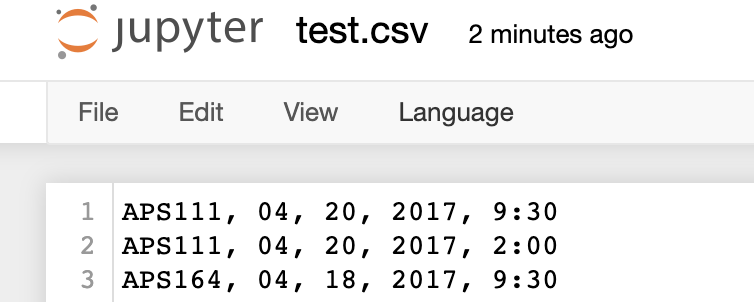 jupyter test.csv 2 minutes ago
File Edit View Language
1 APS111, 04, 20, 2017, 9:30
2 APS111, 04, 20, 2017, 2:00
3 APS164, 04, 18, 2017, 9:30